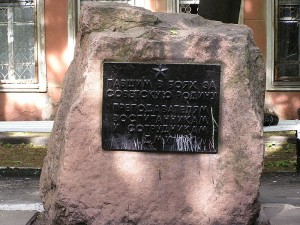 ПАВШИМ В БОЯХ ЗА
СОВЕТСКУЮ РОДИНУ
ПРЕПОДАВАТЕЛЯМ
ВОСПИТАННИКАМ
СОТРУДНИКАМ